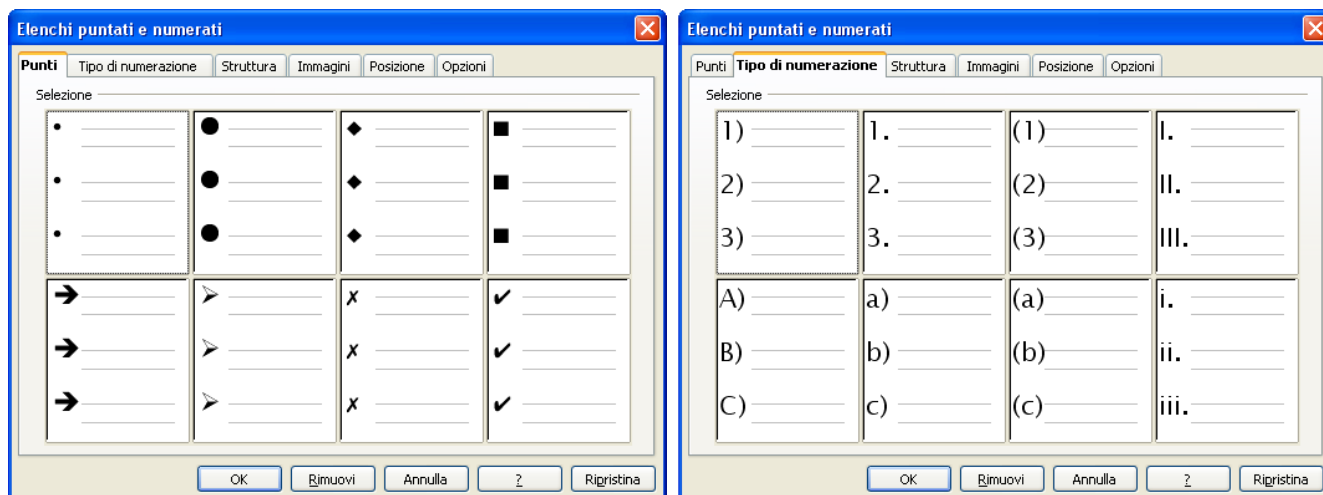 Elenchi puntati e numerati
Punti Tipo di numerazione Struttura Immagini Posizione Opzioni
Selezione
OK Rimuovi Annulla ? Ripristina
Elenchi puntati e numerati
Punti Tipo di numerazione Struttura Immagini Posizione Opzioni
Selezione
1) 1. (1) I.
2) 2. (2) II.
3) 3. (3) III.
A) a) (a) i.
B) b) (b) ii.
C) c) (c) iii.
OK Rimuovi Annulla ? Ripristina